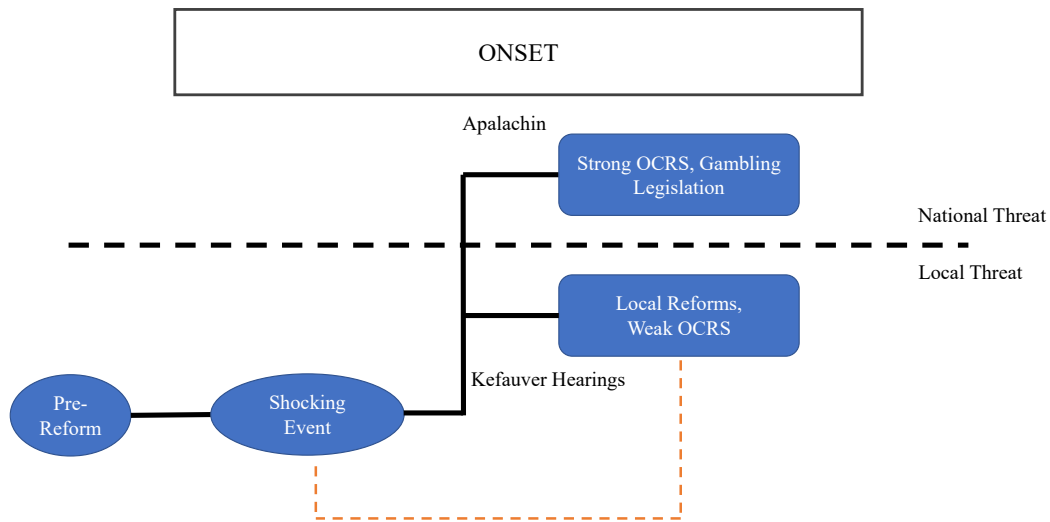 ONSET
Apalachin
Strong OCRS, Gambling
Legislation
National Threat
Local Threat
Local Reforms,
Weak OCRS
Kefauver Hearings
Pre-
Reform
Shocking
Event